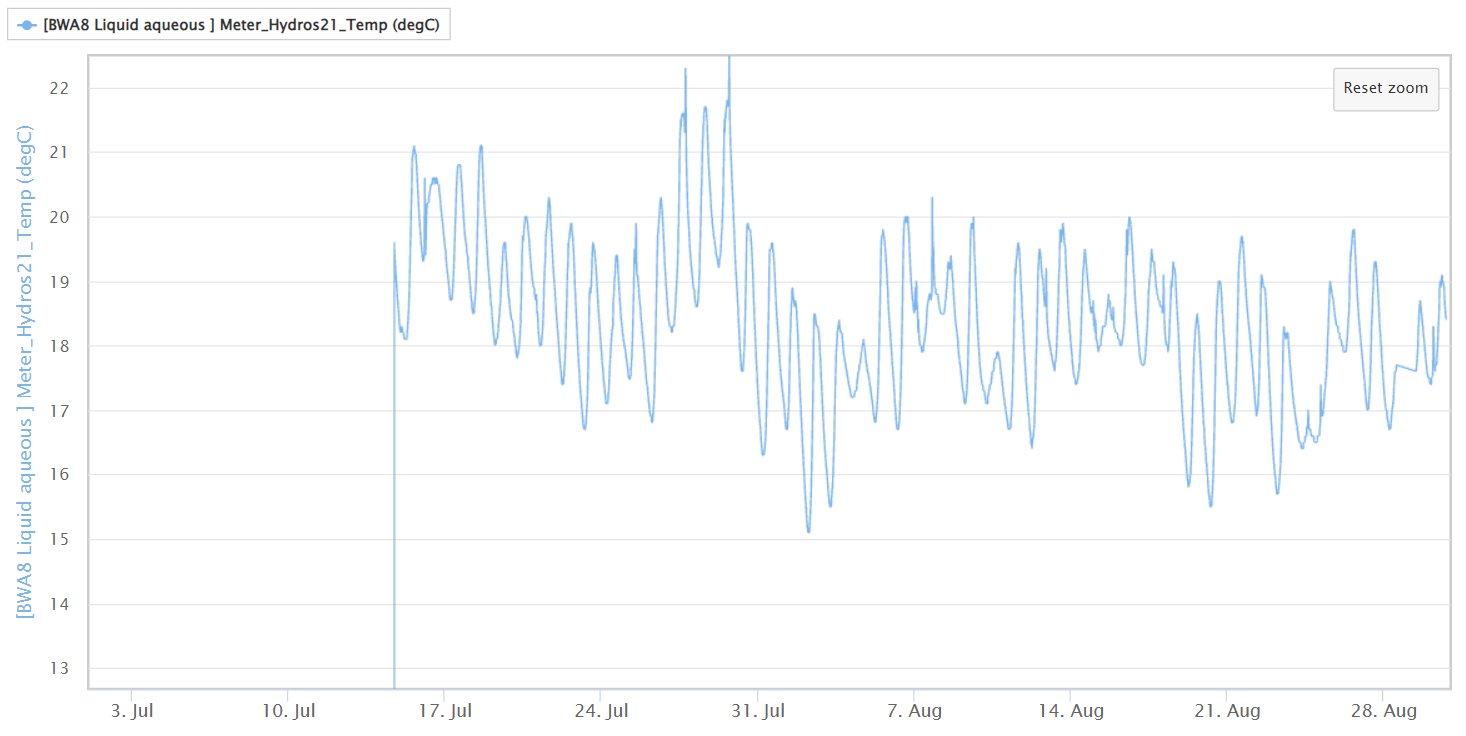 [BWA8 Liquid aqueous ] Meter_Hydros21_Temp (degC)
Reset zoom
[BWA8 Liquid aqueous ] Meter_Hydros21_Temp (degC)
22
21
20
19
18
17
16
15
14
13
3. Jul 10. Jul 17. Jul 24. Jul 31. Jul 7. Aug 14. Aug 21. Aug 28. Aug